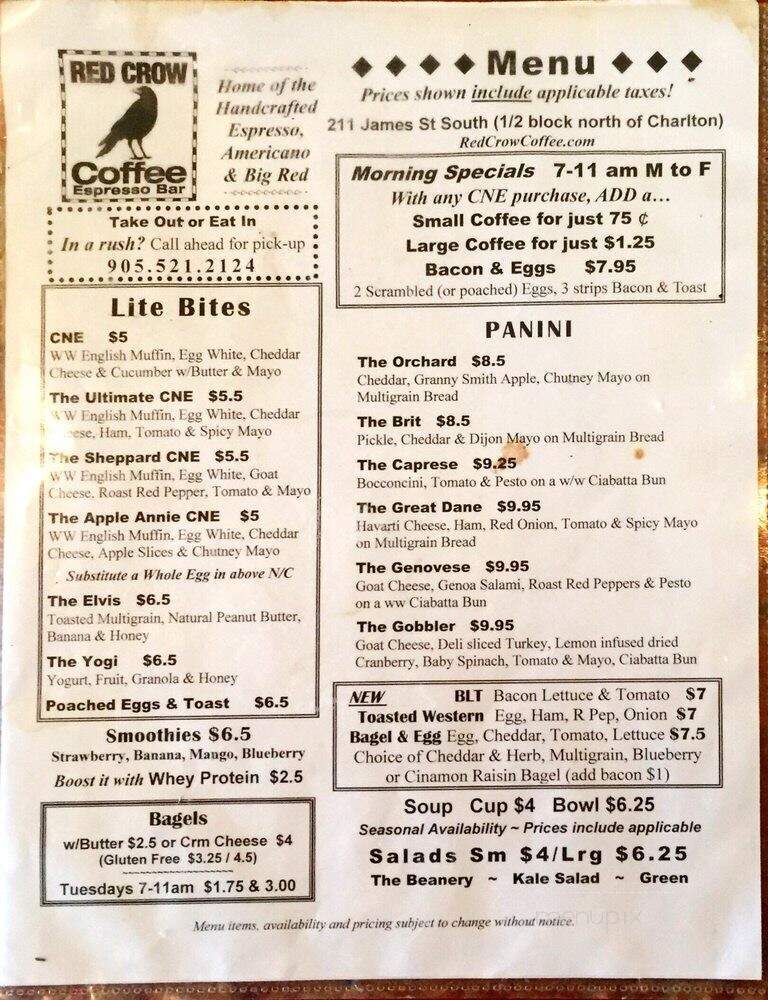 RED CROW
Coffee
Espresso Bar
Home of the
Handcrafted
Espresso,
Americano
& Big Red
Take Out or Eat In
In a rush? Call ahead for pick-up
905.521.2124
Lite Bites
CNE $5
WW English Muffin, Egg White, Cheddar
Cheese & Cucumber w/Butter & Mayo
The Ultimate CNE $5.5
WW English Muffin, Egg White, Cheddar
Cheese, Ham, Tomato & Spicy Mayo
The Sheppard CNE $5.5
WW English Muffin, Egg White, Goat
Cheese, Roast Red Pepper, Tomato & Mayo
The Apple Annie CNE $5
WW English Muffin, Egg White, Cheddar
Cheese, Apple Slices & Chutney Mayo
Substitute a Whole Egg in above N/C
The Elvis $6.5
Toasted Multigrain, Natural Peanut Butter,
Banana & Honey
The Yogi $6.5
Yogurt, Fruit, Granola & Honey
Poached Eggs & Toast $6.5
Smoothies $6.5
Strawberry, Banana, Mango, Blueberry
Boost it with Whey Protein $2.5
Bagels
w/Butter $2.5 or Crm Cheese $4
(Gluten Free $3.25 / 4.5)
Tuesdays 7-11am $1.75 & 3.00
Menu
Prices shown include applicable taxes!
211 James St South (1/2 block north of Charlton)
RedCrowCoffee.com
Morning Specials 7-11 am M to F
With any CNE purchase, ADD a...
Small Coffee for just 75 ¢
Large Coffee for just $1.25
Bacon & Eggs $7.95
2 Scrambled (or poached) Eggs, 3 strips Bacon & Toast
PANINI
The Orchard $8.5
Cheddar, Granny Smith Apple, Chutney Mayo on
Multigrain Bread
The Brit $8.5
Pickle, Cheddar & Dijon Mayo on Multigrain Bread
The Caprese $9.25
Bocconcini, Tomato & Pesto on a w/w Ciabatta Bun
The Great Dane $9.95
Havarti Cheese, Ham, Red Onion, Tomato & Spicy Mayo
on Multigrain Bread
The Genovese $9.95
Goat Cheese, Genoa Salami, Roast Red Peppers & Pesto
on a ww Ciabatta Bun
The Gobbler $9.95
Goat Cheese, Deli sliced Turkey, Lemon infused dried
Cranberry, Baby Spinach, Tomato & Mayo, Ciabatta Bun
NEW BLT Bacon Lettuce & Tomato $7
Toasted Western Egg, Ham, R Pep, Onion $7
Bagel & Egg Egg, Cheddar, Tomato, Lettuce $7.5
Choice of Cheddar & Herb, Multigrain, Blueberry
or Cinamon Raisin Bagel (add bacon $1)
Soup Cup $4 Bowl $6.25
Seasonal Availability ~ Prices include applicable
Salads Sm $4/Lrg $6.25
The Beanery ~ Kale Salad ~ Green
Menu items, availability and pricing subject to change without notice.
menupix